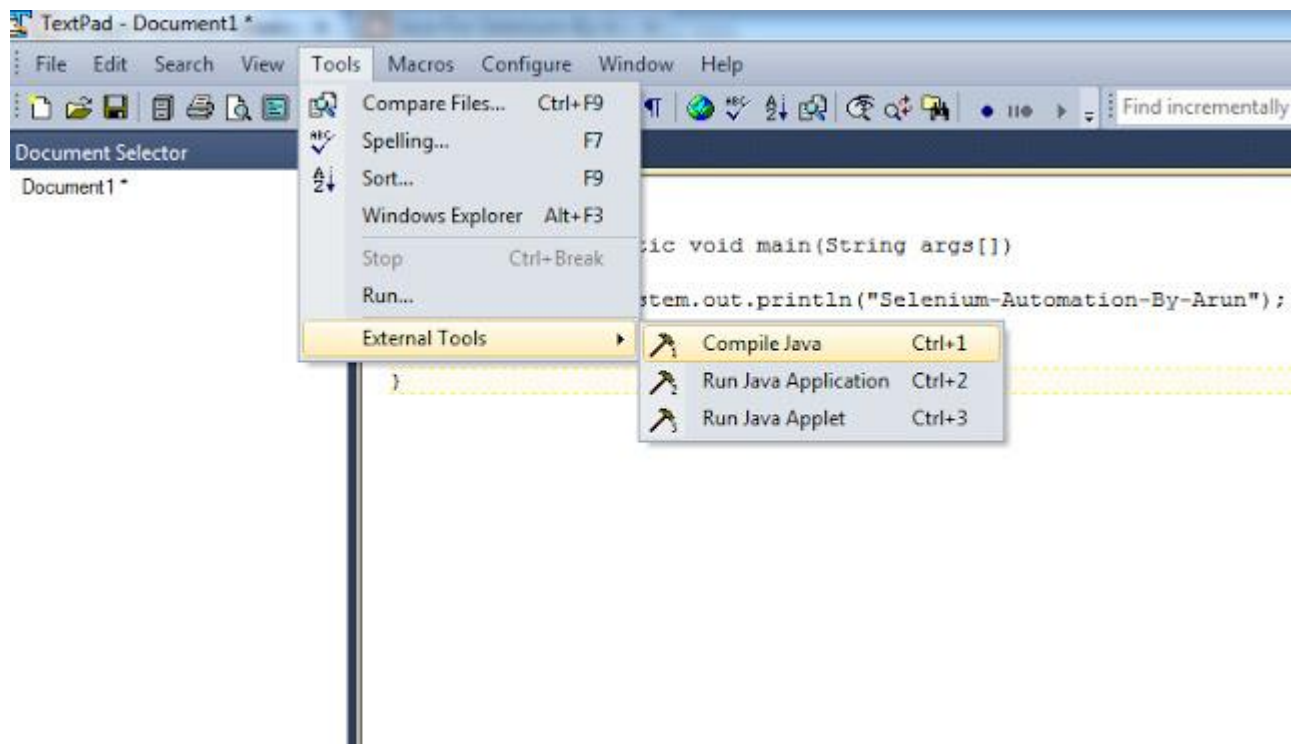 TextPad - Document1 *
File Edit Search View Tools Macros Configure Window Help
Compare Files... Ctrl+F9
Find incrementally
Document Selector
Spelling... F7
Document1 *
Sort... F9
Windows Explorer Alt+F3
void main(String args[])
Stop Ctrl+Break
Run...
.out.println("Selenium-Automation-By-Arun");
External Tools
Compile Java Ctrl+1
}
Run Java Application Ctrl+2
Run Java Applet Ctrl+3